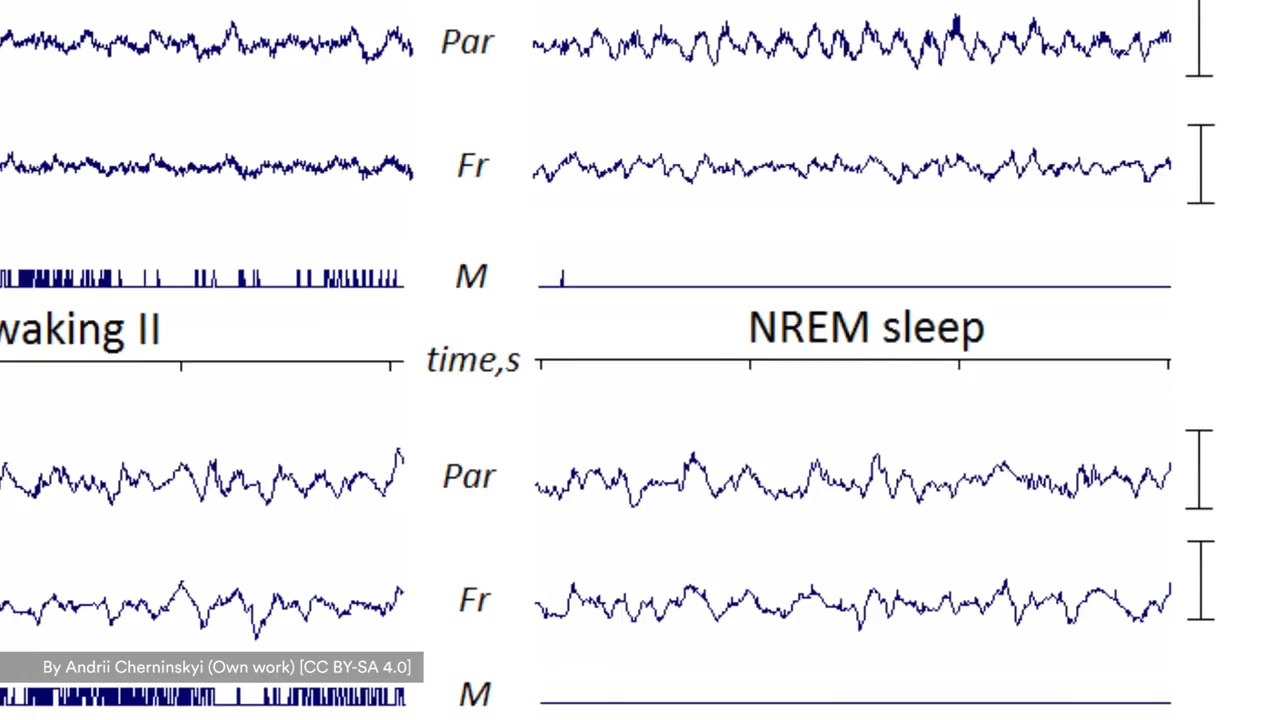 Par
Fr
M
waking II
NREM sleep
time,s
Par
Fr
By Andrii Cherninskyi (Own work) [CC BY-SA 4.0]
M